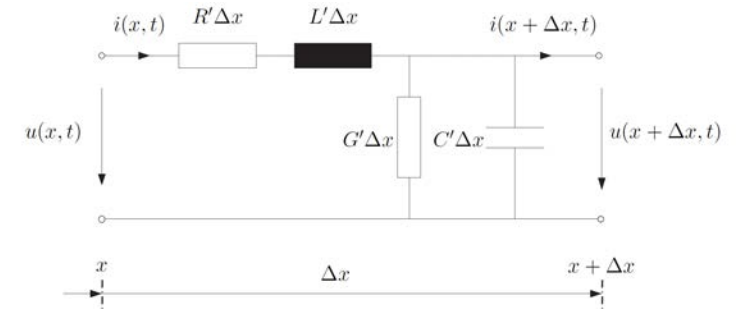 i(x, t) R′Δx L′Δx i(x + Δx, t)
u(x, t) G′Δx C′Δx u(x + Δx, t)
x Δx x + Δx